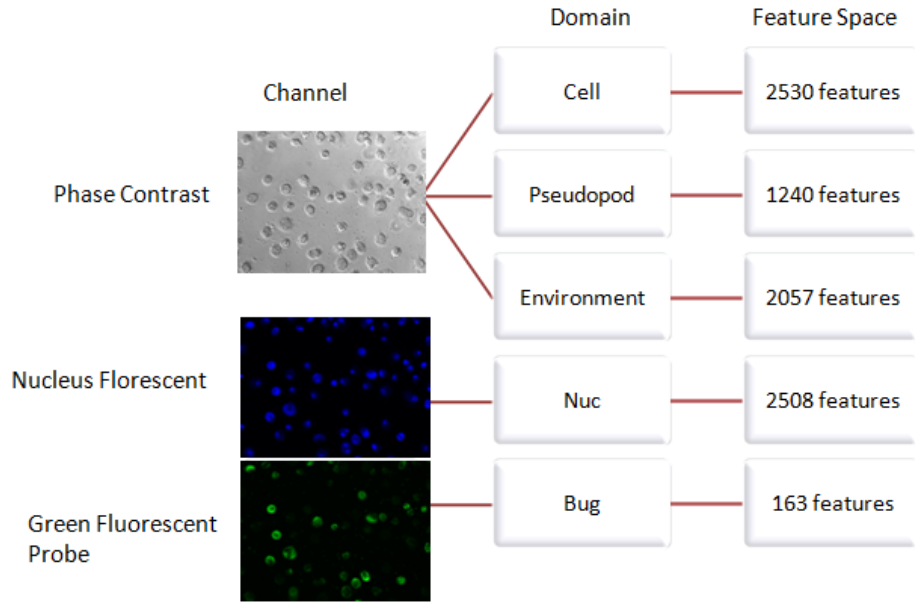 Domain
Feature Space
Channel
Cell
2530 features
Phase Contrast
Pseudopod
1240 features
Environment
2057 features
Nucleus Florescent
Nuc
2508 features
Green Fluorescent
Probe
Bug
163 features